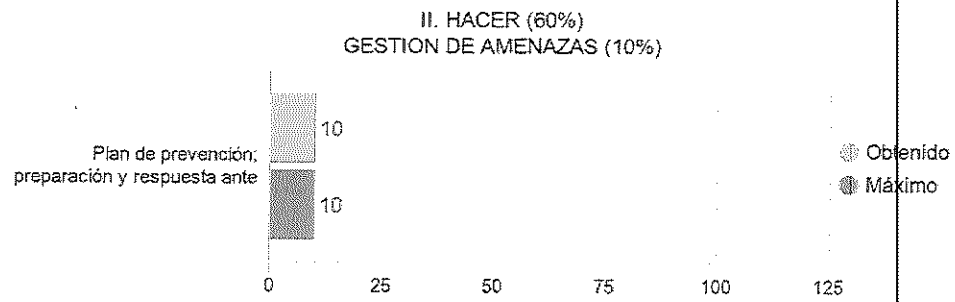 II. HACER (60%)
GESTION DE AMENAZAS (10%)
10
Plan de prevención;
preparación y respuesta ante
10
Obtenido
Máximo
0 25 50 75 100 125